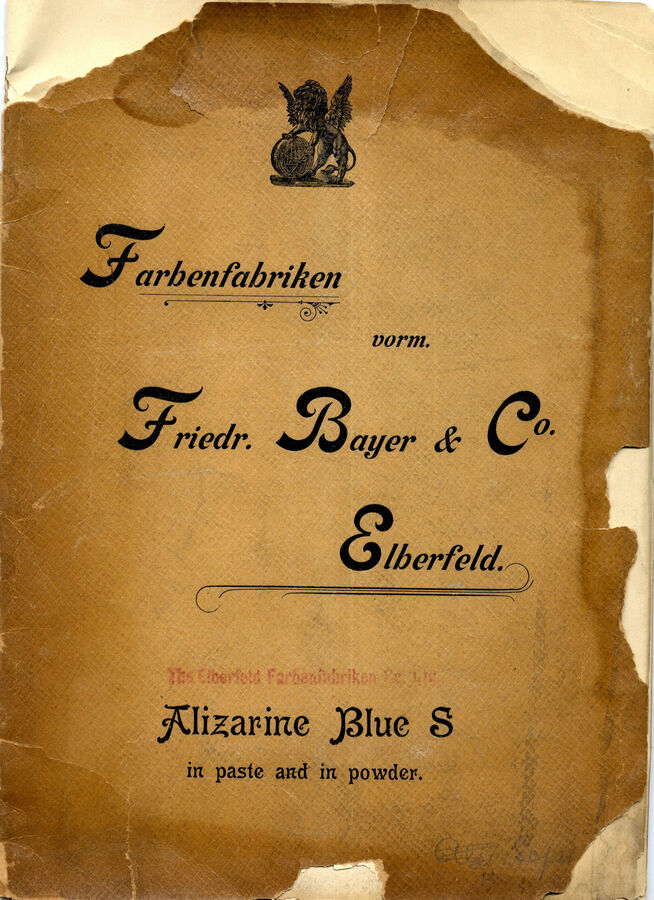 Farbenfabriken
vorm.
Friedr. Bayer & Co.
Elberfeld.
The Elberfeld Farbenfabriken Co. Ltd.
Alizarine Blue S
in paste and in powder.